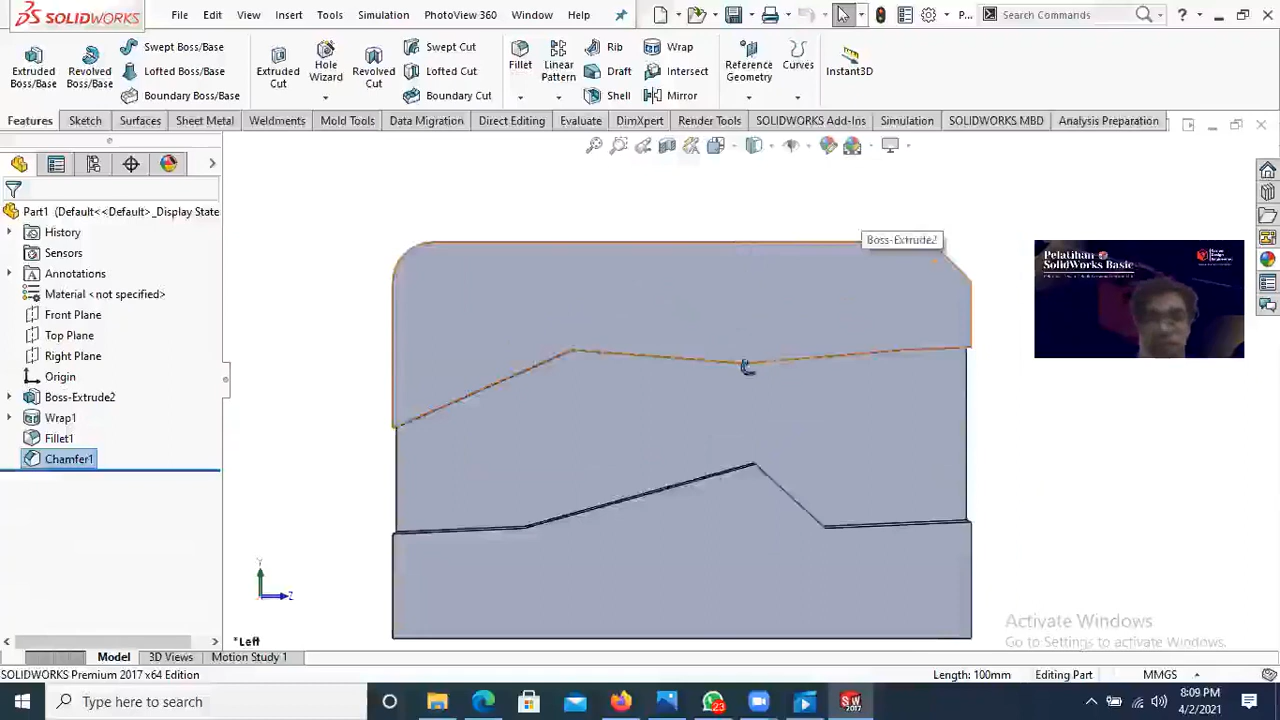 SOLIDWORKS
File Edit View Insert Tools Simulation PhotoView 360 Window Help
P...
Search Commands
Extruded Boss/Base
Revolved Boss/Base
Swept Boss/Base
Lofted Boss/Base
Boundary Boss/Base
Extruded Cut
Hole Wizard
Revolved Cut
Swept Cut
Lofted Cut
Boundary Cut
Fillet
Linear Pattern
Rib
Draft
Shell
Wrap
Intersect
Mirror
Reference Geometry
Curves
Instant3D
Features Sketch Surfaces Sheet Metal Weldments Mold Tools Data Migration Direct Editing Evaluate DimXpert Render Tools SOLIDWORKS Add-Ins Simulation SOLIDWORKS MBD Analysis Preparation
Part1 (Default<<Default>_Display State
History
Sensors
Annotations
Material <not specified>
Front Plane
Top Plane
Right Plane
Origin
Boss-Extrude2
Wrap1
Fillet1
Chamfer1
Boss-Extrude2
Pelatihan
SolidWorks Basic
Y
Z
*Left
Activate Windows
Go to Settings to activate Windows.
Model 3D Views Motion Study 1
SOLIDWORKS Premium 2017 x64 Edition
Length: 100mm Editing Part MMGS
Type here to search
23
SW
2017
8:09 PM
4/2/2021